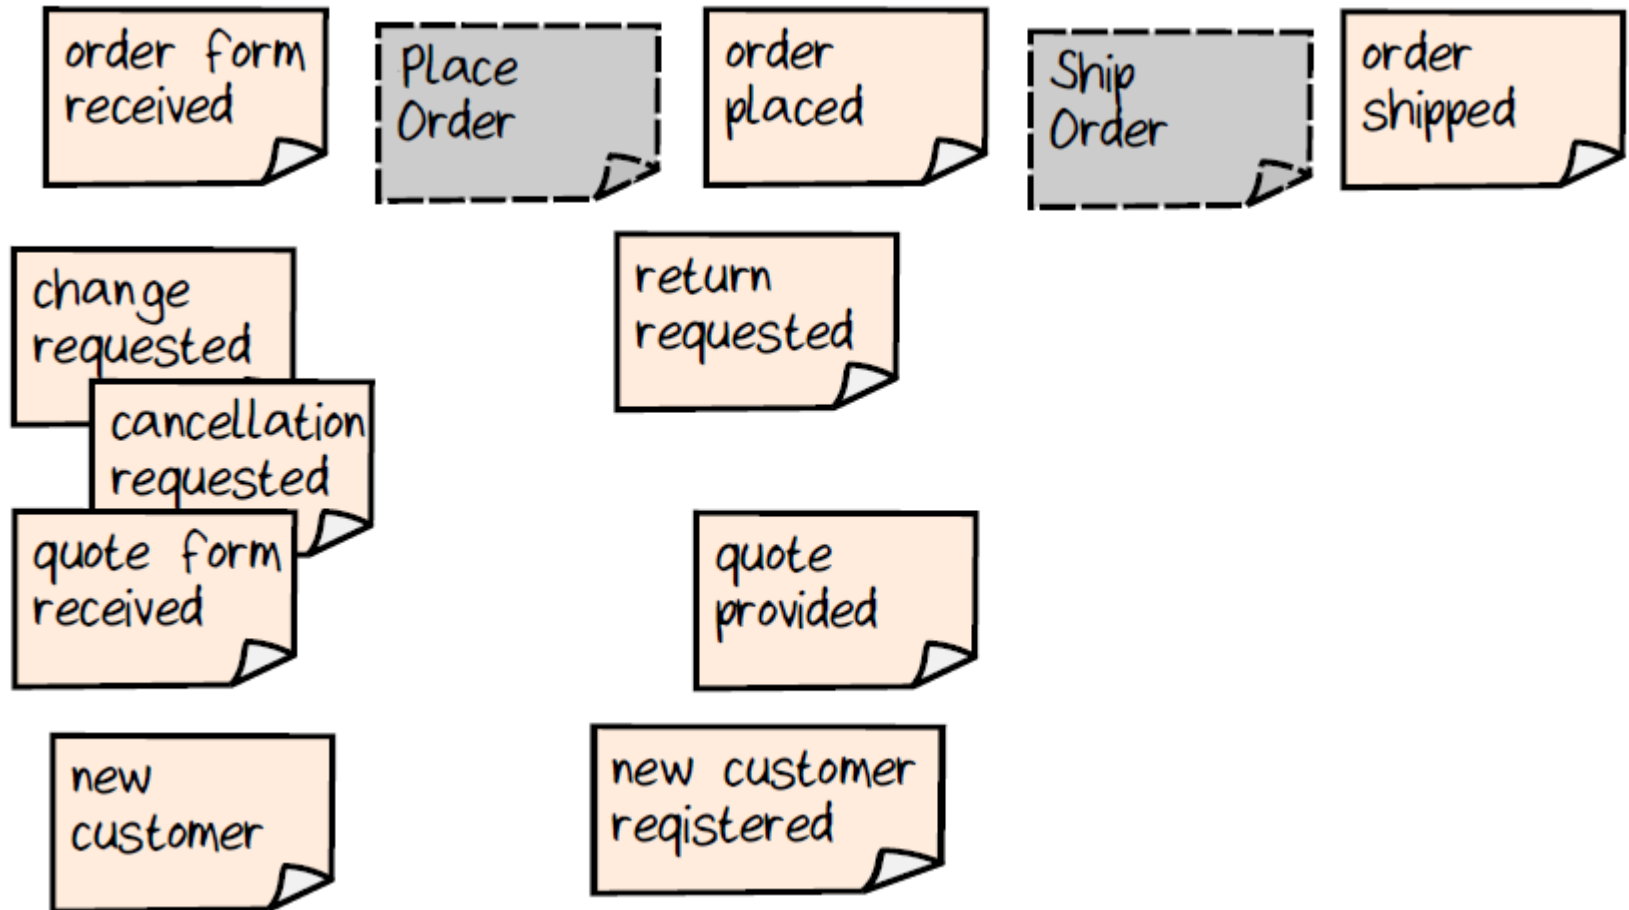 order form
received
Place
Order
order
placed
Ship
Order
order
shipped
change
requested
return
requested
cancellation
requested
quote form
received
quote
provided
new
customer
new customer
registered